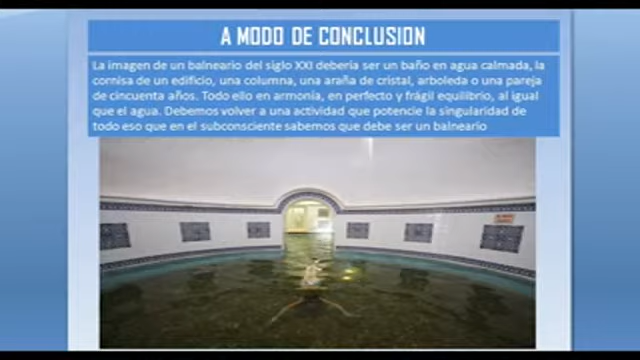 A MODO DE CONCLUSION
La imagen de un balneario del siglo XXI debería ser un baño en agua calmada, la
cornisa de un edificio, una columna, una araña de cristal, arboleda o una pareja
de cincuenta años. Todo ello en armonía, en perfecto y frágil equilibrio, al igual
que el agua. Debemos volver a una actividad que potencie la singularidad de
todo eso que en el subconsciente sabemos que debe ser un balneario